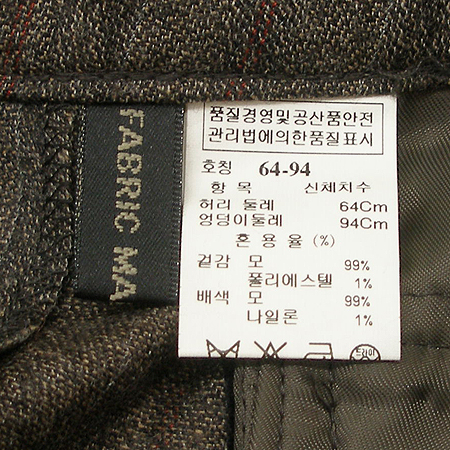 FABRIC MA
품질경영및공산품안전
관리법에의한품질표시
호칭 64-94
항 목 신체치수
허리 둘레 64Cm
엉덩이둘레 94Cm
혼 용 율 (%)
겉감 모 99%
폴리에스텔 1%
배색 모 99%
나일론 1%
드라이